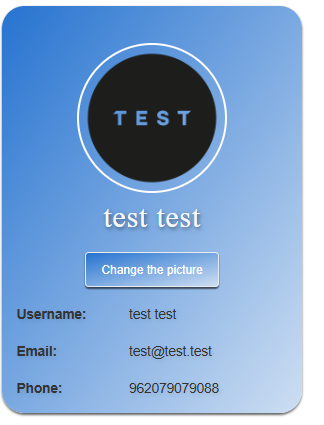 TEST
test test
Change the picture
Username: test test
Email: test@test.test
Phone: 962079079088